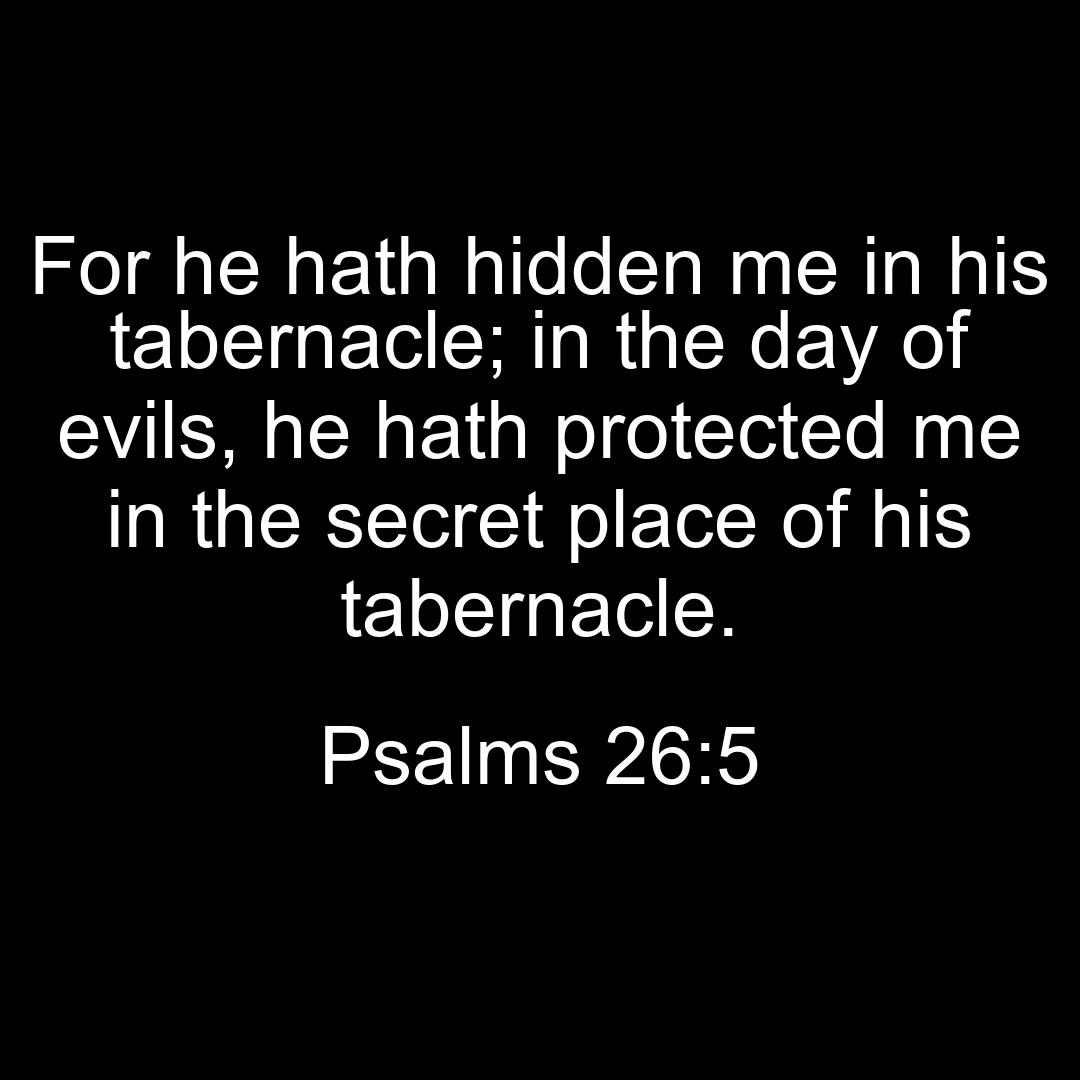 For he hath hidden me in his
tabernacle; in the day of
evils, he hath protected me
in the secret place of his
tabernacle.
Psalms 26:5